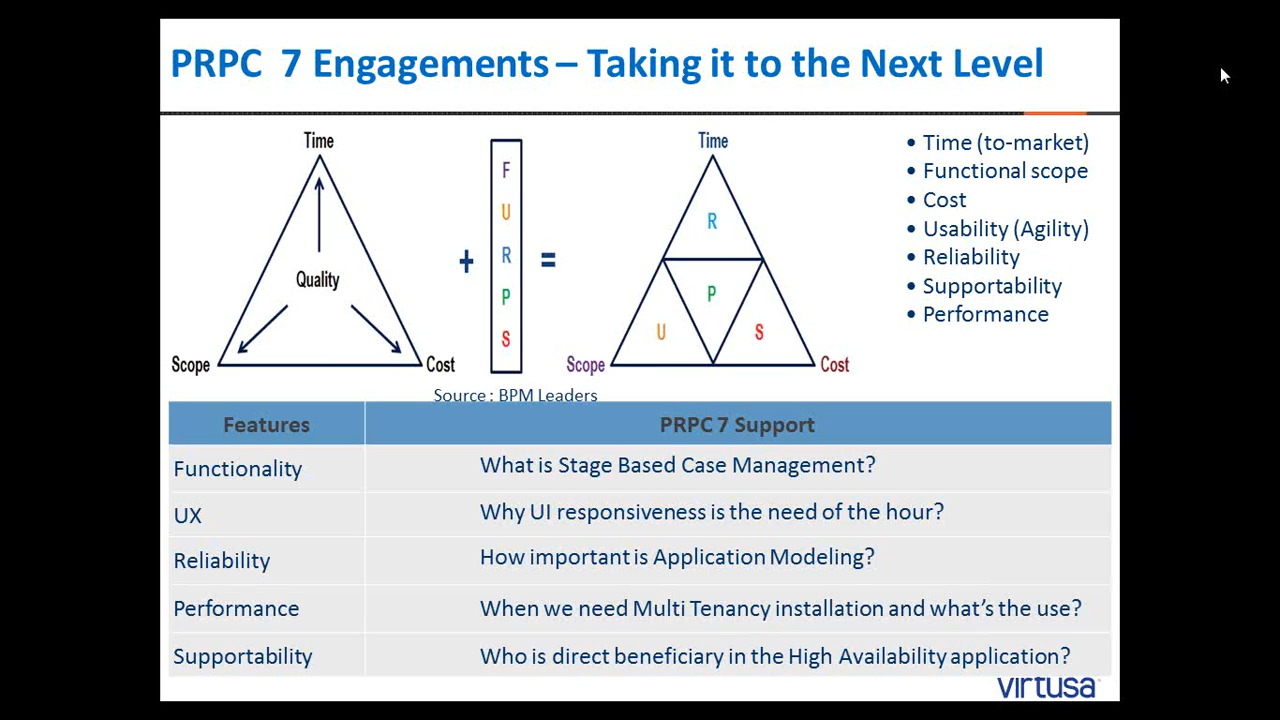 PRPC 7 Engagements – Taking it to the Next Level
Time
Quality
Scope
Cost
+
F
U
R
P
S
=
Time
R
P
U
S
Scope
Cost
• Time (to-market)
• Functional scope
• Cost
• Usability (Agility)
• Reliability
• Supportability
• Performance
Source : BPM Leaders
Features
PRPC 7 Support
Functionality
What is Stage Based Case Management?
UX
Why UI responsiveness is the need of the hour?
Reliability
How important is Application Modeling?
Performance
When we need Multi Tenancy installation and what’s the use?
Supportability
Who is direct beneficiary in the High Availability application?
virtusa